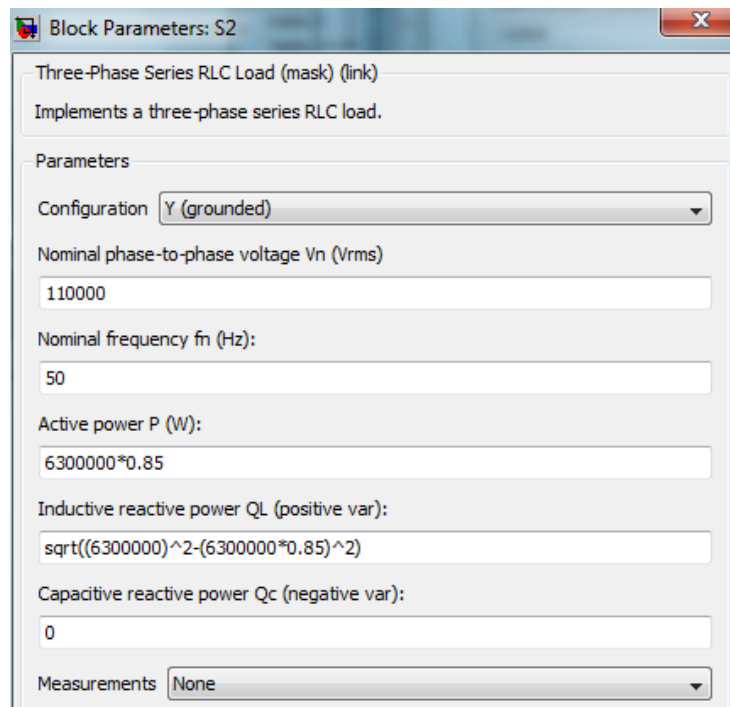 Block Parameters: S2
X
Three-Phase Series RLC Load (mask) (link)
Implements a three-phase series RLC load.
Parameters
Configuration Y (grounded)
Nominal phase-to-phase voltage Vn (Vrms)
110000
Nominal frequency fn (Hz):
50
Active power P (W):
6300000*0.85
Inductive reactive power QL (positive var):
sqrt((6300000)^2-(6300000*0.85)^2)
Capacitive reactive power Qc (negative var):
0
Measurements None